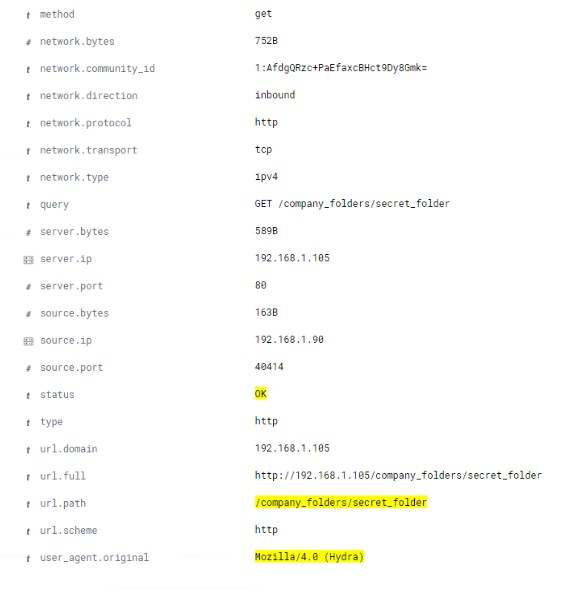 t method get
# network.bytes 752B
t network.community_id 1:AfdgQRzc+PaEfaxcBHct9Dy8Gmk=
t network.direction inbound
t network.protocol http
t network.transport tcp
t network.type ipv4
t query GET /company_folders/secret_folder
# server.bytes 589B
server.ip 192.168.1.105
# server.port 80
# source.bytes 163B
source.ip 192.168.1.90
# source.port 40414
t status OK
t type http
t url.domain 192.168.1.105
t url.full http://192.168.1.105/company_folders/secret_folder
t url.path /company_folders/secret_folder
t url.scheme http
t user_agent.original Mozilla/4.0 (Hydra)